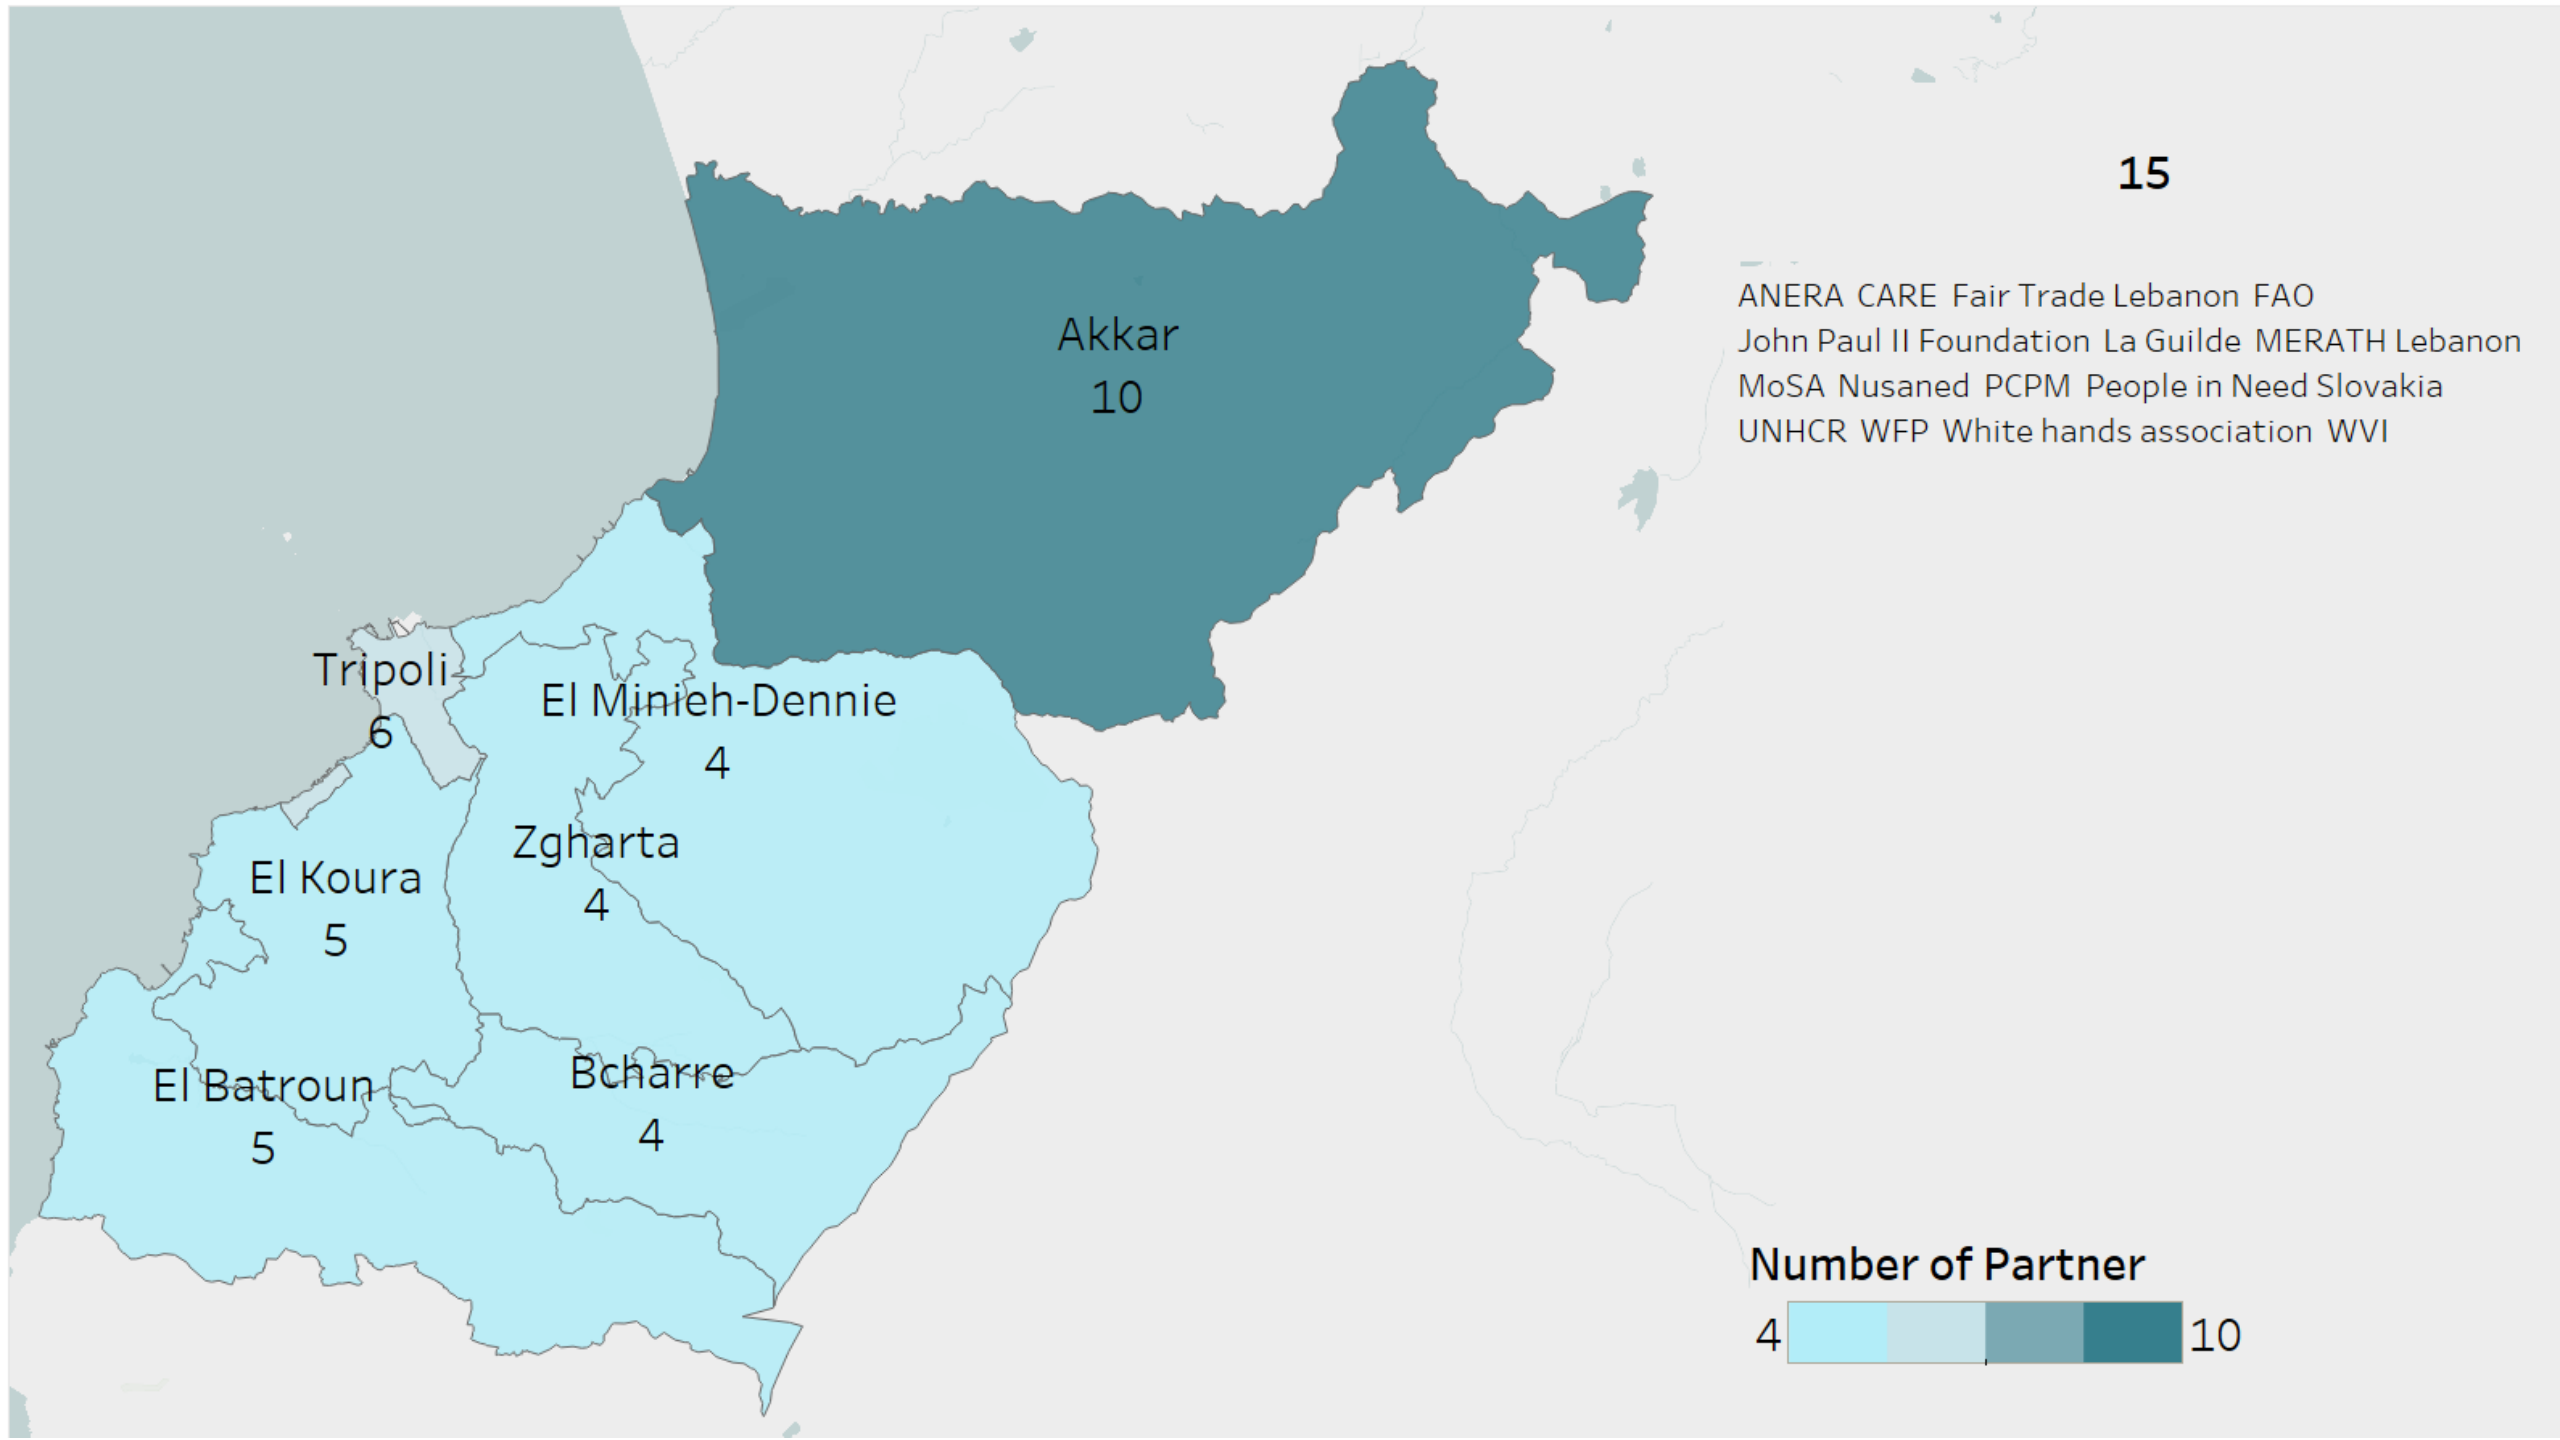 15
ANERA CARE Fair Trade Lebanon FAO
John Paul II Foundation La Guilde MERATH Lebanon
MoSA Nusaned PCPM People in Need Slovakia
UNHCR WFP White hands association WVI
Akkar
10
Tripoli
6
El Minieh-Dennie
4
Zgharta
4
El Koura
5
El Batroun
5
Bcharre
4
Number of Partner
4 10